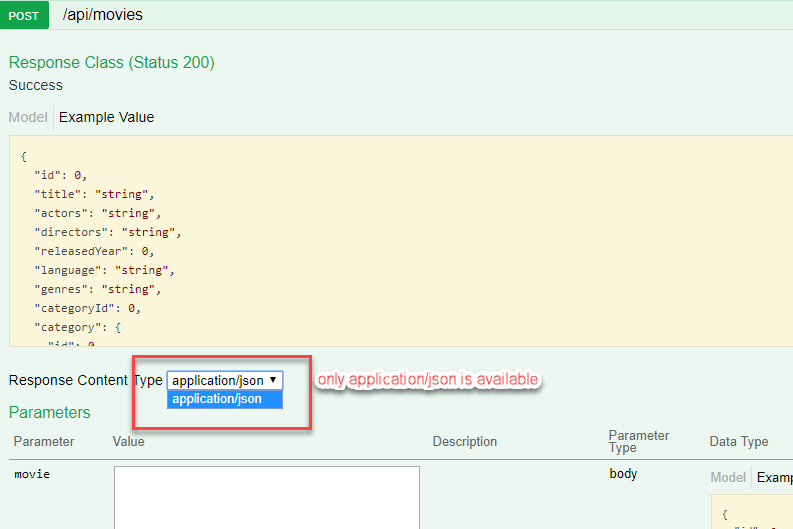 POST /api/movies
Response Class (Status 200)
Success
Model Example Value
{
"id": 0,
"title": "string",
"actors": "string",
"directors": "string",
"releasedYear": 0,
"language": "string",
"genres": "string",
"categoryId": 0,
"category": {
"id": 0
Response Content Type application/json ▼ only application/json is available
application/json
Parameters
Parameter Value Description Parameter Type Data Type
movie body Model Examp
{
"id": 0